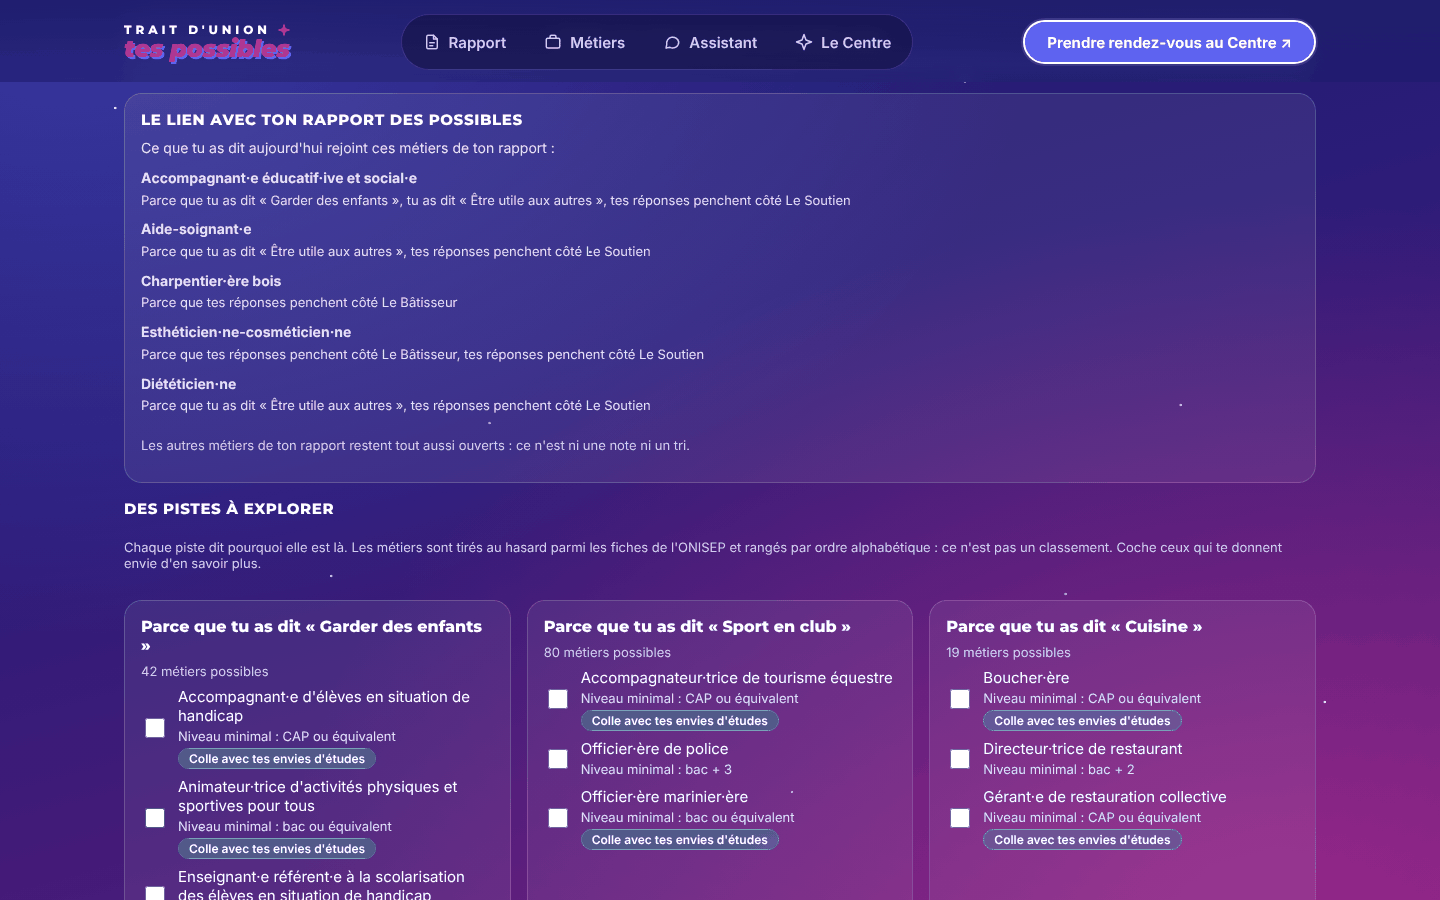 TRAIT D'UNION
tes possibles
Rapport
Métiers
Assistant
Le Centre
Prendre rendez-vous au Centre ↗
LE LIEN AVEC TON RAPPORT DES POSSIBLES
Ce que tu as dit aujourd'hui rejoint ces métiers de ton rapport :
Accompagnant·e éducatif·ive et social·e
Parce que tu as dit « Garder des enfants », tu as dit « Être utile aux autres », tes réponses penchent côté Le Soutien
Aide-soignant·e
Parce que tu as dit « Être utile aux autres », tes réponses penchent côté Le Soutien
Charpentier·ère bois
Parce que tes réponses penchent côté Le Bâtisseur
Esthéticien·ne-cosméticien·ne
Parce que tes réponses penchent côté Le Bâtisseur, tes réponses penchent côté Le Soutien
Diététicien·ne
Parce que tu as dit « Être utile aux autres », tes réponses penchent côté Le Soutien
Les autres métiers de ton rapport restent tout aussi ouverts : ce n'est ni une note ni un tri.
DES PISTES À EXPLORER
Chaque piste dit pourquoi elle est là. Les métiers sont tirés au hasard parmi les fiches de l'ONISEP et rangés par ordre alphabétique : ce n'est pas un classement. Coche ceux qui te donnent
envie d'en savoir plus.
Parce que tu as dit « Garder des enfants
»
42 métiers possibles
Accompagnant·e d'élèves en situation de
handicap
Niveau minimal : CAP ou équivalent
Colle avec tes envies d'études
Animateur·trice d'activités physiques et
sportives pour tous
Niveau minimal : bac ou équivalent
Colle avec tes envies d'études
Enseignant·e référent·e à la scolarisation
des élèves en situation de handicap
Parce que tu as dit « Sport en club »
80 métiers possibles
Accompagnateur·trice de tourisme équestre
Niveau minimal : CAP ou équivalent
Colle avec tes envies d'études
Officier·ère de police
Niveau minimal : bac + 3
Officier·ère marinier·ère
Niveau minimal : bac ou équivalent
Colle avec tes envies d'études
Parce que tu as dit « Cuisine »
19 métiers possibles
Boucher·ère
Niveau minimal : CAP ou équivalent
Colle avec tes envies d'études
Directeur·trice de restaurant
Niveau minimal : bac + 2
Gérant·e de restauration collective
Niveau minimal : CAP ou équivalent
Colle avec tes envies d'études